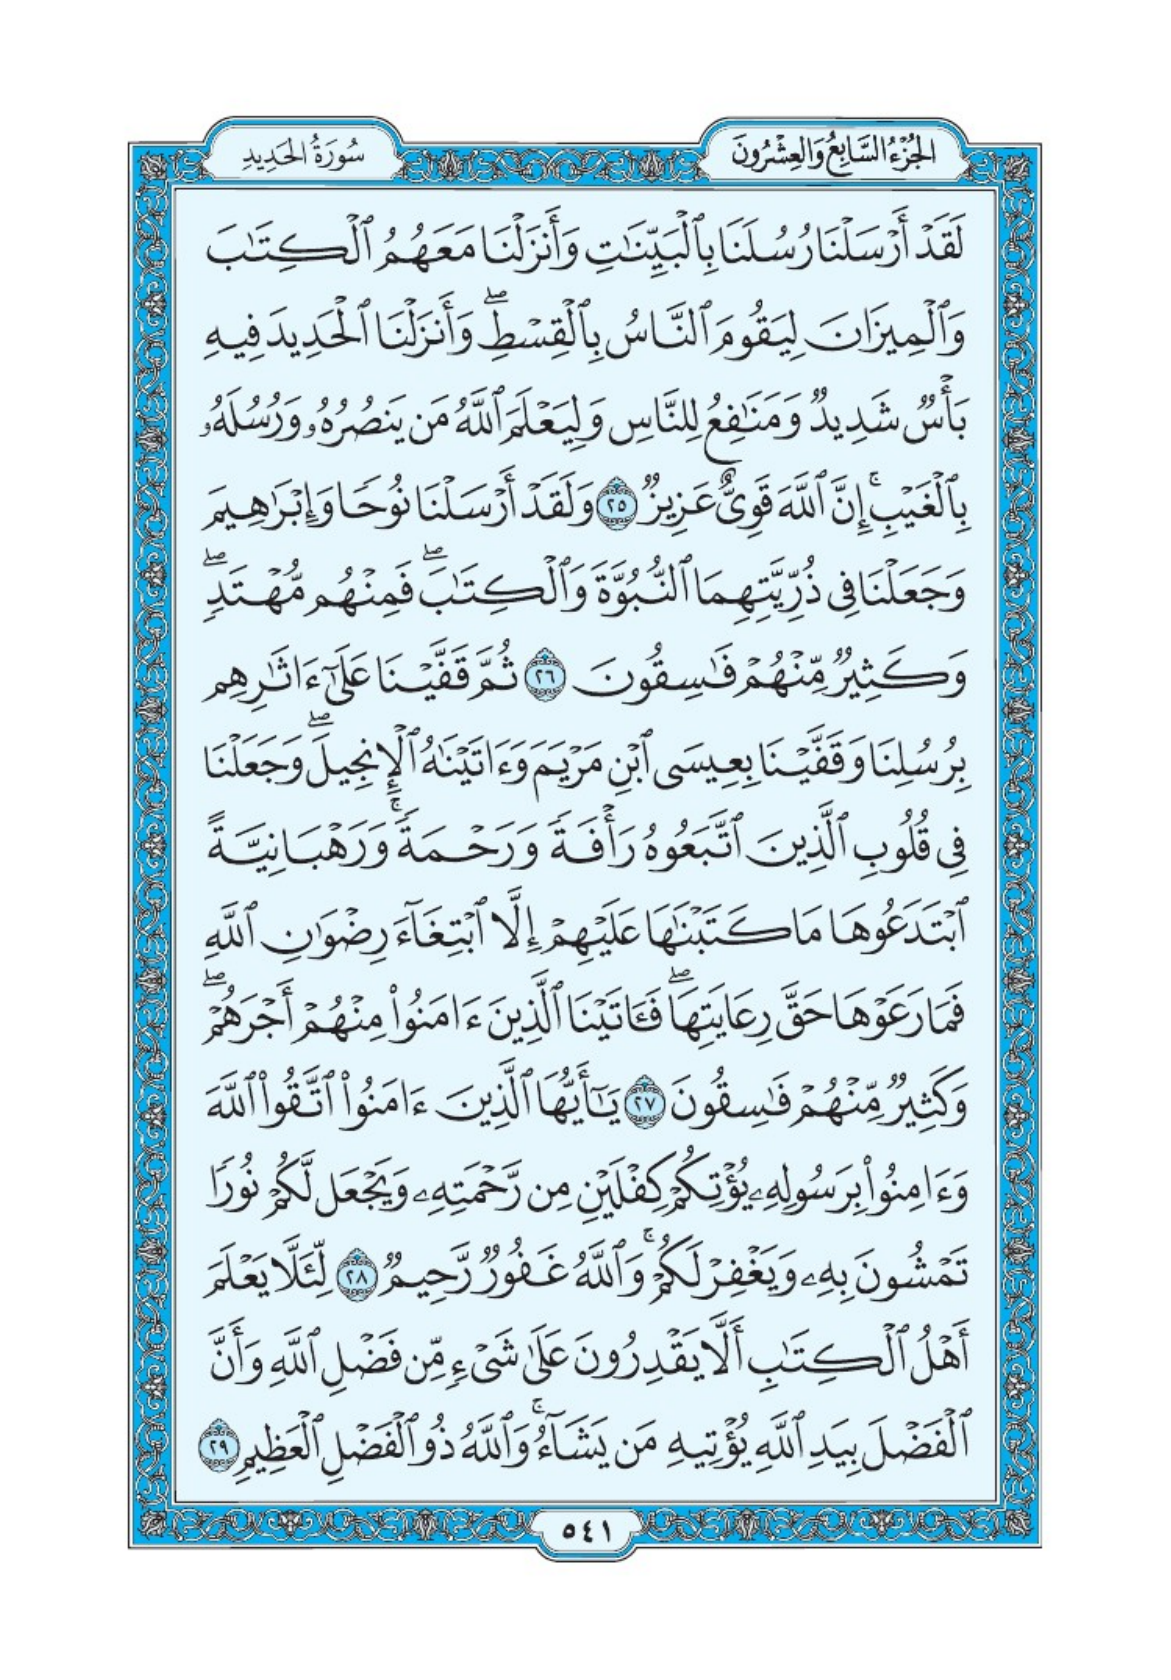 الجُزْءُ السَّابِعُ وَالعِشْرُونَ
سُورَةُ الحَدِيدِ
لَقَدْ أَرْسَلْنَا رُسُلَنَا بِٱلْبَيِّنَٰتِ وَأَنزَلْنَا مَعَهُمُ ٱلْكِتَٰبَ
وَٱلْمِيزَانَ لِيَقُومَ ٱلنَّاسُ بِٱلْقِسْطِ ۖ وَأَنزَلْنَا ٱلْحَدِيدَ فِيهِ
بَأْسٌ شَدِيدٌ وَمَنَٰفِعُ لِلنَّاسِ وَلِيَعْلَمَ ٱللَّهُ مَن يَنصُرُهُۥ وَرُسُلَهُۥ
بِٱلْغَيْبِ ۚ إِنَّ ٱللَّهَ قَوِىٌّ عَزِيزٌ ٢٥ وَلَقَدْ أَرْسَلْنَا نُوحًا وَإِبْرَٰهِيمَ
وَجَعَلْنَا فِى ذُرِّيَّتِهِمَا ٱلنُّبُوَّةَ وَٱلْكِتَٰبَ ۖ فَمِنْهُم مُّهْتَدٍ ۖ
وَكَثِيرٌ مِّنْهُمْ فَٰسِقُونَ ٢٦ ثُمَّ قَفَّيْنَا عَلَىٰٓ ءَاثَٰرِهِم
بِرُسُلِنَا وَقَفَّيْنَا بِعِيسَى ٱبْنِ مَرْيَمَ وَءَاتَيْنَٰهُ ٱلْإِنجِيلَ ۖ وَجَعَلْنَا
فِى قُلُوبِ ٱلَّذِينَ ٱتَّبَعُوهُ رَأْفَةً وَرَحْمَةً ۚ وَرَهْبَانِيَّةً
ٱبْتَدَعُوهَا مَا كَتَبْنَٰهَا عَلَيْهِمْ إِلَّا ٱبْتِغَآءَ رِضْوَٰنِ ٱللَّهِ
فَمَا رَعَوْهَا حَقَّ رِعَايَتِهَا ۖ فَـَٔاتَيْنَا ٱلَّذِينَ ءَامَنُوا۟ مِنْهُمْ أَجْرَهُمْ ۖ
وَكَثِيرٌ مِّنْهُمْ فَٰسِقُونَ ٢٧ يَٰٓأَيُّهَا ٱلَّذِينَ ءَامَنُوا۟ ٱتَّقُوا۟ ٱللَّهَ
وَءَامِنُوا۟ بِرَسُولِهِۦ يُؤْتِكُمْ كِفْلَيْنِ مِن رَّحْمَتِهِۦ وَيَجْعَل لَّكُمْ نُورًا
تَمْشُونَ بِهِۦ وَيَغْفِرْ لَكُمْ ۚ وَٱللَّهُ غَفُورٌ رَّحِيمٌ ٢٨ لِّئَلَّا يَعْلَمَ
أَهْلُ ٱلْكِتَٰبِ أَلَّا يَقْدِرُونَ عَلَىٰ شَىْءٍ مِّن فَضْلِ ٱللَّهِ وَأَنَّ
ٱلْفَضْلَ بِيَدِ ٱللَّهِ يُؤْتِيهِ مَن يَشَآءُ ۚ وَٱللَّهُ ذُو ٱلْفَضْلِ ٱلْعَظِيمِ ٢٩
٥٤١